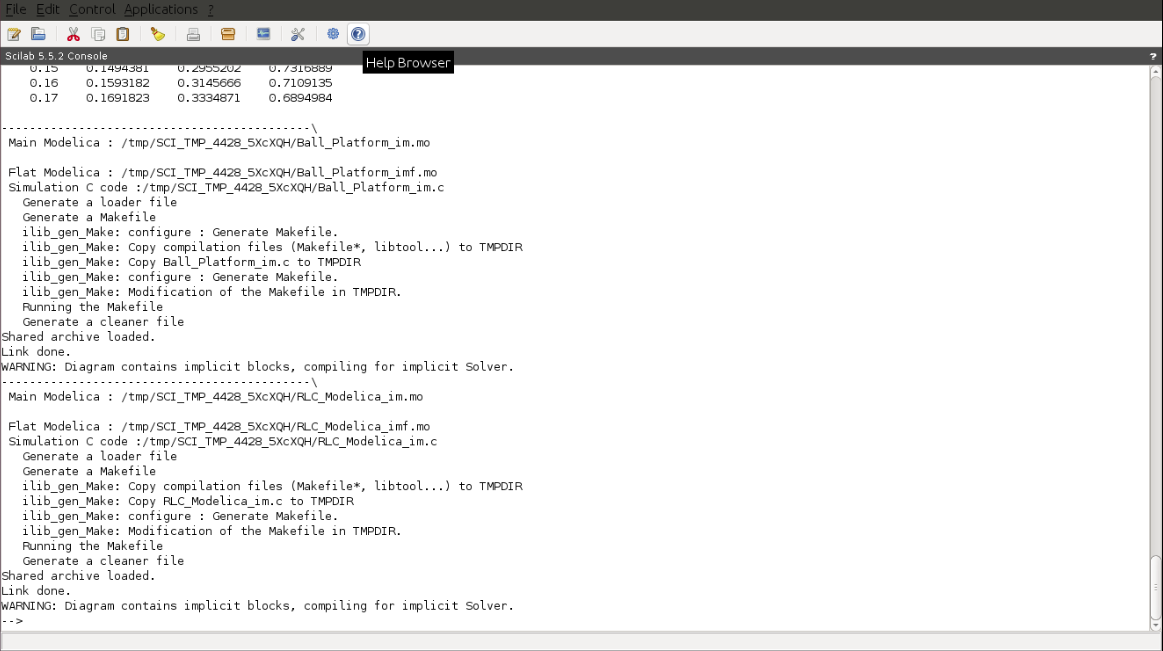 File Edit Control Applications ?
Scilab 5.5.2 Console ?
Help Browser
0.15 0.1494381 0.2955202 0.7316889
0.16 0.1593182 0.3145666 0.7109135
0.17 0.1691823 0.3334871 0.6894984
--------------------------------------------\
Main Modelica : /tmp/SCI_TMP_4428_5XcXQH/Ball_Platform_im.mo
Flat Modelica : /tmp/SCI_TMP_4428_5XcXQH/Ball_Platform_imf.mo
Simulation C code :/tmp/SCI_TMP_4428_5XcXQH/Ball_Platform_im.c
Generate a loader file
Generate a Makefile
ilib_gen_Make: configure : Generate Makefile.
ilib_gen_Make: Copy compilation files (Makefile*, libtool...) to TMPDIR
ilib_gen_Make: Copy Ball_Platform_im.c to TMPDIR
ilib_gen_Make: configure : Generate Makefile.
ilib_gen_Make: Modification of the Makefile in TMPDIR.
Running the Makefile
Generate a cleaner file
Shared archive loaded.
Link done.
WARNING: Diagram contains implicit blocks, compiling for implicit Solver.
--------------------------------------------\
Main Modelica : /tmp/SCI_TMP_4428_5XcXQH/RLC_Modelica_im.mo
Flat Modelica : /tmp/SCI_TMP_4428_5XcXQH/RLC_Modelica_imf.mo
Simulation C code :/tmp/SCI_TMP_4428_5XcXQH/RLC_Modelica_im.c
Generate a loader file
Generate a Makefile
ilib_gen_Make: Copy compilation files (Makefile*, libtool...) to TMPDIR
ilib_gen_Make: Copy RLC_Modelica_im.c to TMPDIR
ilib_gen_Make: configure : Generate Makefile.
ilib_gen_Make: Modification of the Makefile in TMPDIR.
Running the Makefile
Generate a cleaner file
Shared archive loaded.
Link done.
WARNING: Diagram contains implicit blocks, compiling for implicit Solver.
-->